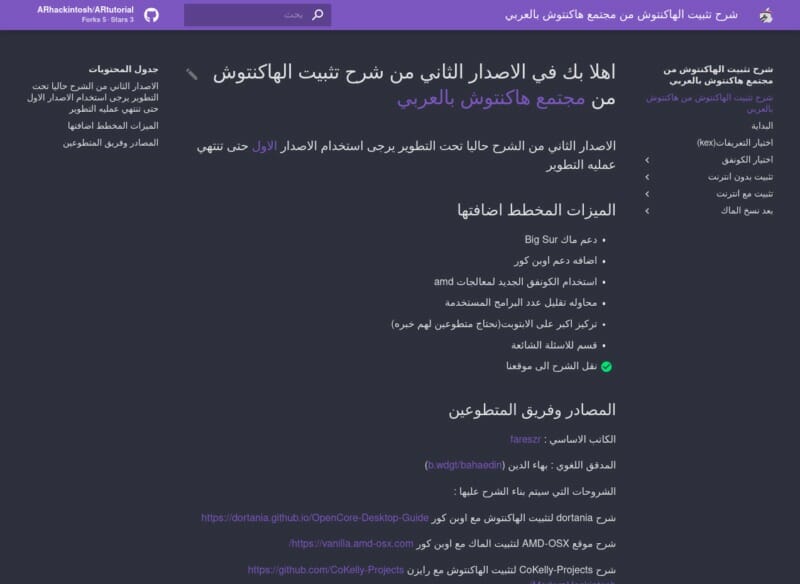 شرح تثبيت الهاكنتوش من مجتمع هاكنتوش بالعربي
بحث
ARhackintosh/ARtutorial
Forks 5 · Stars 3
شرح تثبيت الهاكنتوش من
مجتمع هاكنتوش بالعربي
شرح تثبيت الهاكنتوش من هاكنتوش
بالعربي
البداية
اختيار التعريفات(kex)
اختيار الكونفق
تثبيت بدون انترنت
تثبيت مع انترنت
بعد نسخ الماك
اهلا بك في الاصدار الثاني من شرح تثبيت الهاكنتوش
من مجتمع هاكنتوش بالعربي
الاصدار الثاني من الشرح حاليا تحت التطوير يرجى استخدام الاصدار الاول حتى تنتهي
عمليه التطوير
الميزات المخطط اضافتها
دعم ماك Big Sur
اضافه دعم اوبن كور
استخدام الكونفق الجديد لمعالجات amd
محاوله تقليل عدد البرامج المستخدمة
تركيز اكبر على الابتوبت(نحتاج متطوعين لهم خبره)
قسم للاسئلة الشائعة
نقل الشرح الى موقعنا
المصادر وفريق المتطوعين
الكاتب الاساسي : fareszr
المدقق اللغوي : بهاء الدين (b.wdgt/bahaedin)
الشروحات التي سيتم بناء الشرح عليها :
شرح dortania لتثبيت الهاكنتوش مع اوبن كور https://dortania.github.io/OpenCore-Desktop-Guide
شرح موقع AMD-OSX لتثبيت الماك مع اوبن كور https://vanilla.amd-osx.com/
شرح CoKelly-Projects لتثبيت الهاكنتوش مع رايزن https://github.com/CoKelly-Projects
جدول المحتويات
الاصدار الثاني من الشرح حاليا تحت
التطوير يرجى استخدام الاصدار الاول
حتى تنتهي عمليه التطوير
الميزات المخطط اضافتها
المصادر وفريق المتطوعين